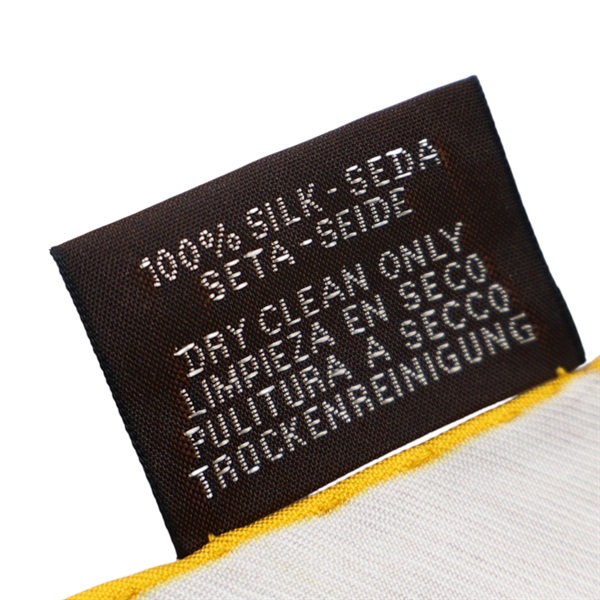 100% SILK - SEDA
SETA - SEIDE
DRY CLEAN ONLY
LIMPIEZA EN SECO
PULITURA A SECCO
TROCKENREINIGUNG